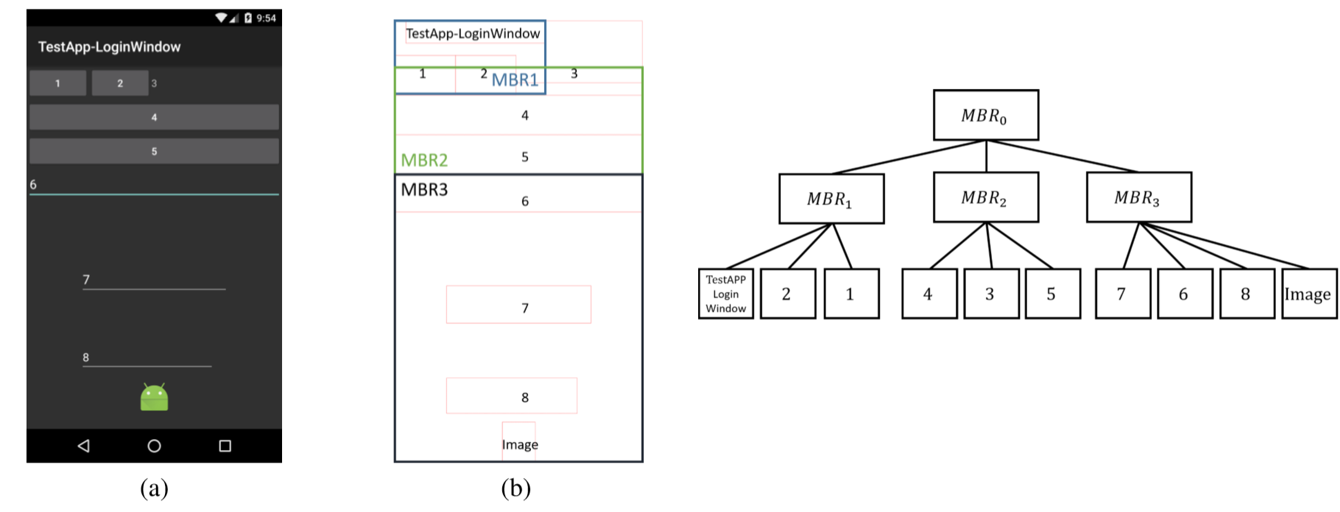 9:54
TestApp-LoginWindow
1 2 3
4
5
6
7
8
(a)
TestApp-LoginWindow
1 2 MBR1 3
4
MBR2 5
MBR3
6
7
8
Image
(b)
MBR₀
MBR₁ MBR₂ MBR₃
TestAPP
Login
Window
2 1 4 3 5 7 6 8 Image